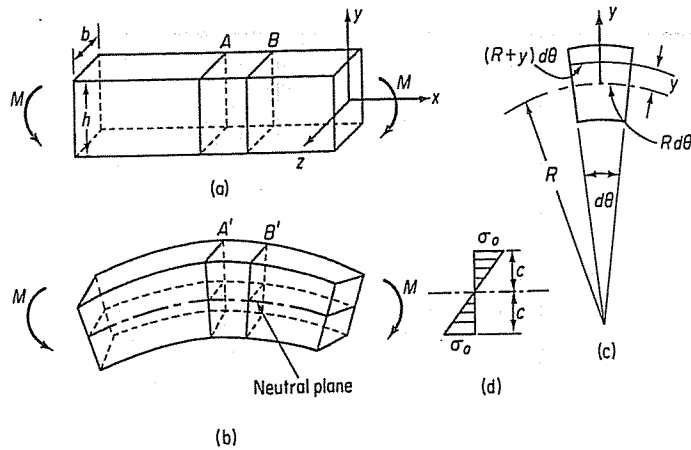 b
A
B
y
M
h
M
x
z
(a)
(R+y)dθ
y
y
R
Rdθ
dθ
(c)
A'
B'
M
M
Neutral plane
(b)
σo
c
c
σo
(d)